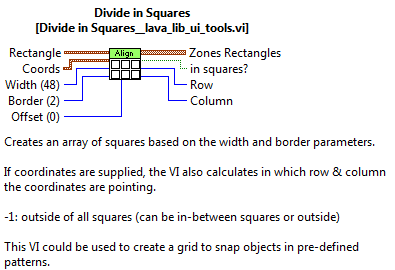 Divide in Squares
[Divide in Squares__lava_lib_ui_tools.vi]
Rectangle
Coords
Width (48)
Border (2)
Offset (0)
Align
Zones Rectangles
in squares?
Row
Column
Creates an array of squares based on the width and border parameters.
If coordinates are supplied, the VI also calculates in which row & column
the coordinates are pointing.
-1: outside of all squares (can be in-between squares or outside)
This VI could be used to create a grid to snap objects in pre-defined
patterns.